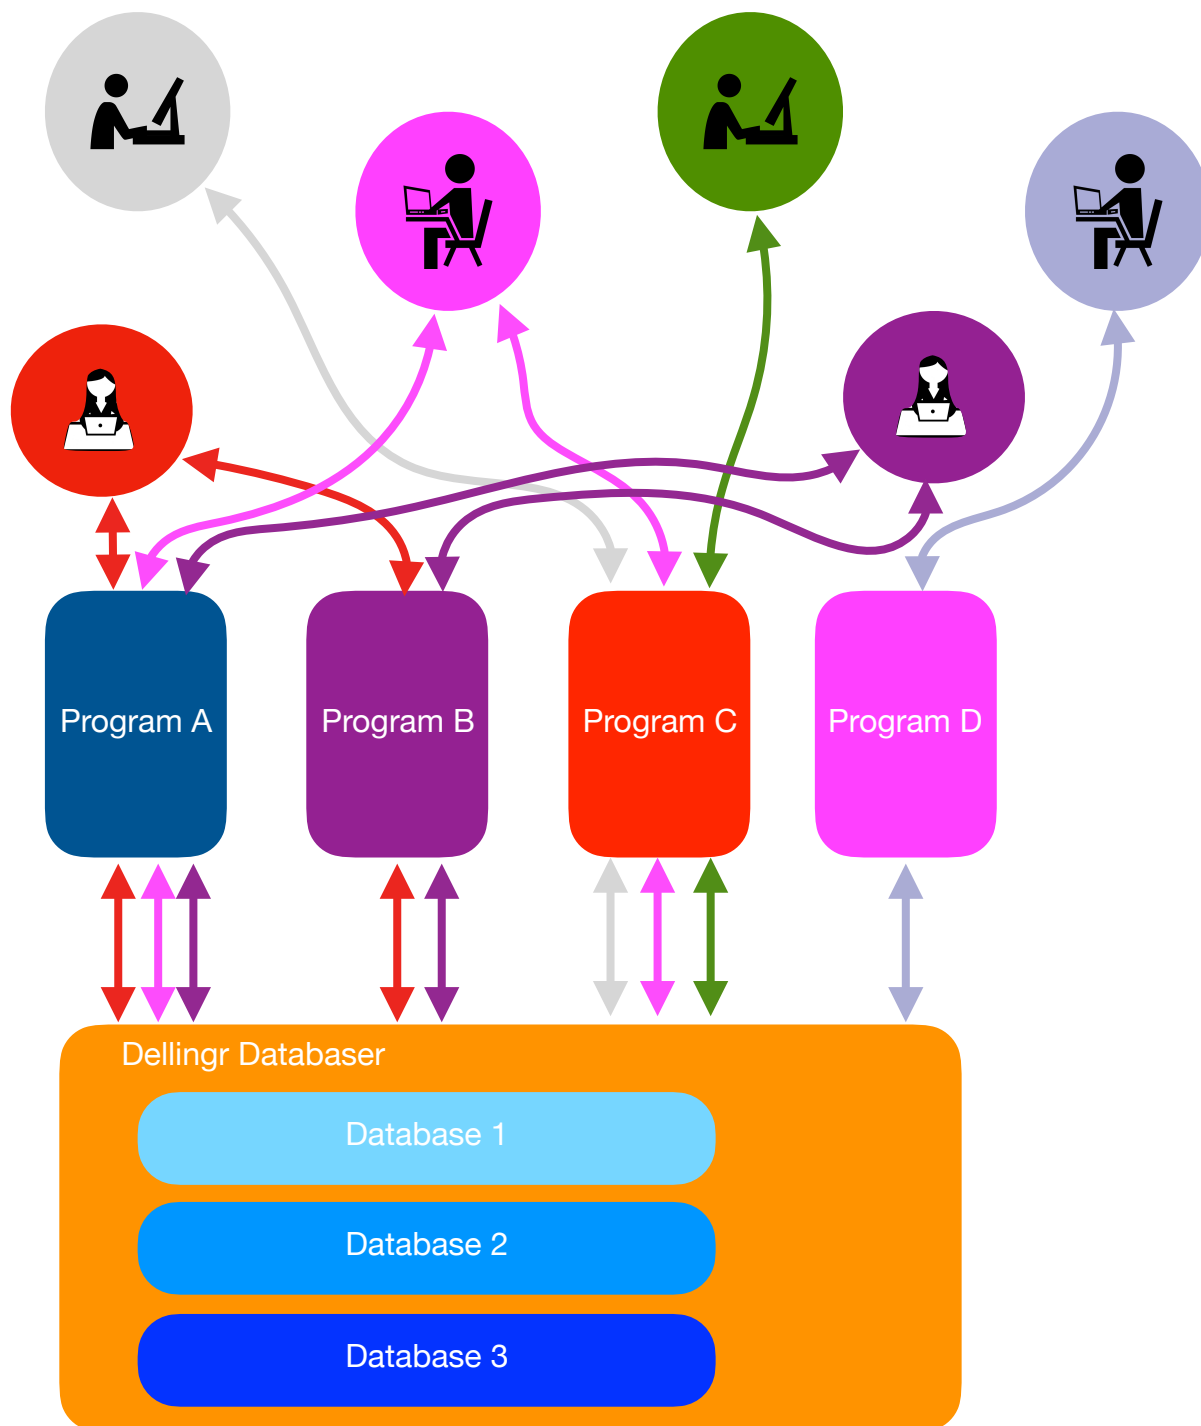 Program A
Program B
Program C
Program D
Dellingr Databaser
Database 1
Database 2
Database 3